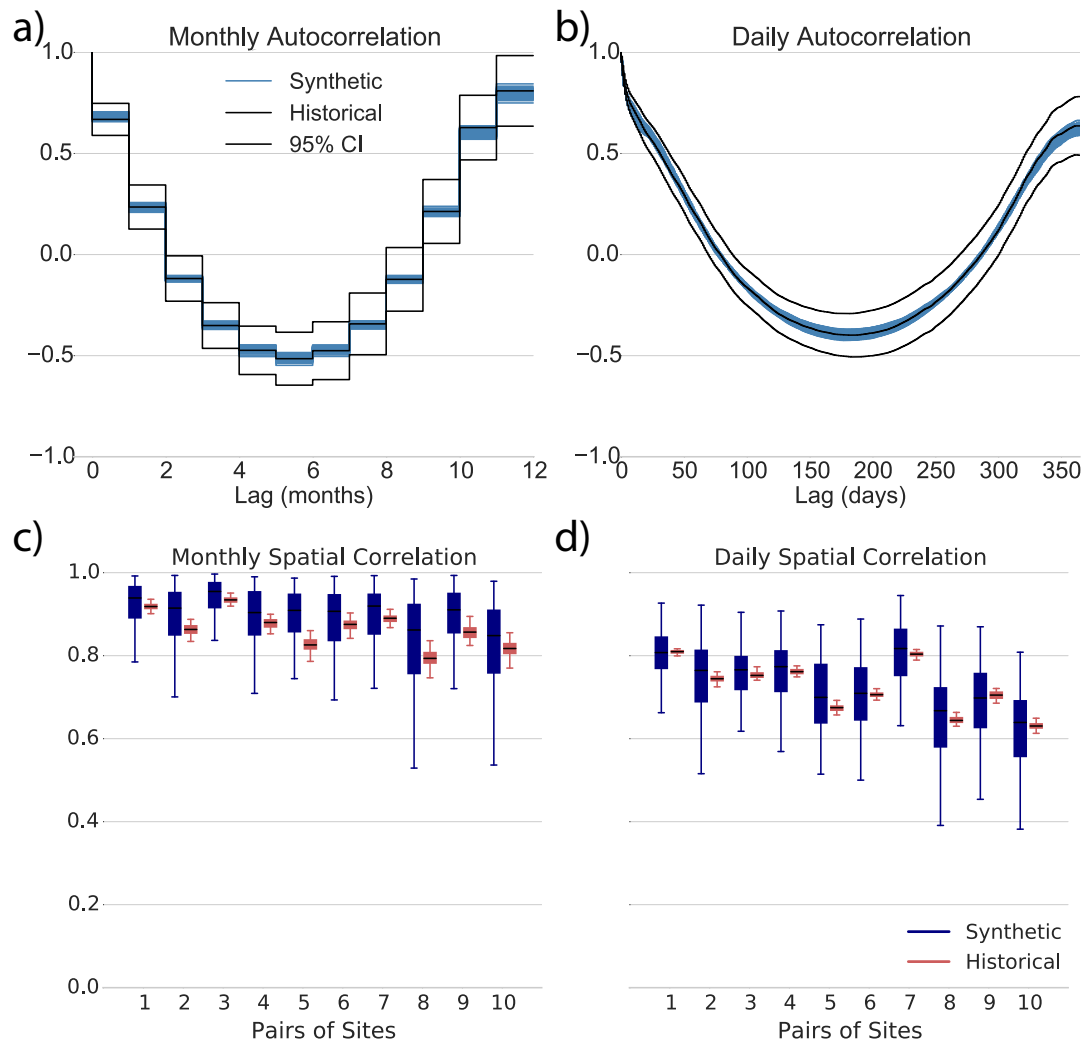 a)
Monthly Autocorrelation
1.0
0.5
0.0
−0.5
−1.0
Synthetic
Historical
95% CI
0 2 4 6 8 10 12
Lag (months)
b)
Daily Autocorrelation
1.0
0.5
0.0
−0.5
−1.0
0 50 100 150 200 250 300 350
Lag (days)
c)
Monthly Spatial Correlation
1.0
0.8
0.6
0.4
0.2
0.0
1 2 3 4 5 6 7 8 9 10
Pairs of Sites
d)
Daily Spatial Correlation
Synthetic
Historical
1 2 3 4 5 6 7 8 9 10
Pairs of Sites